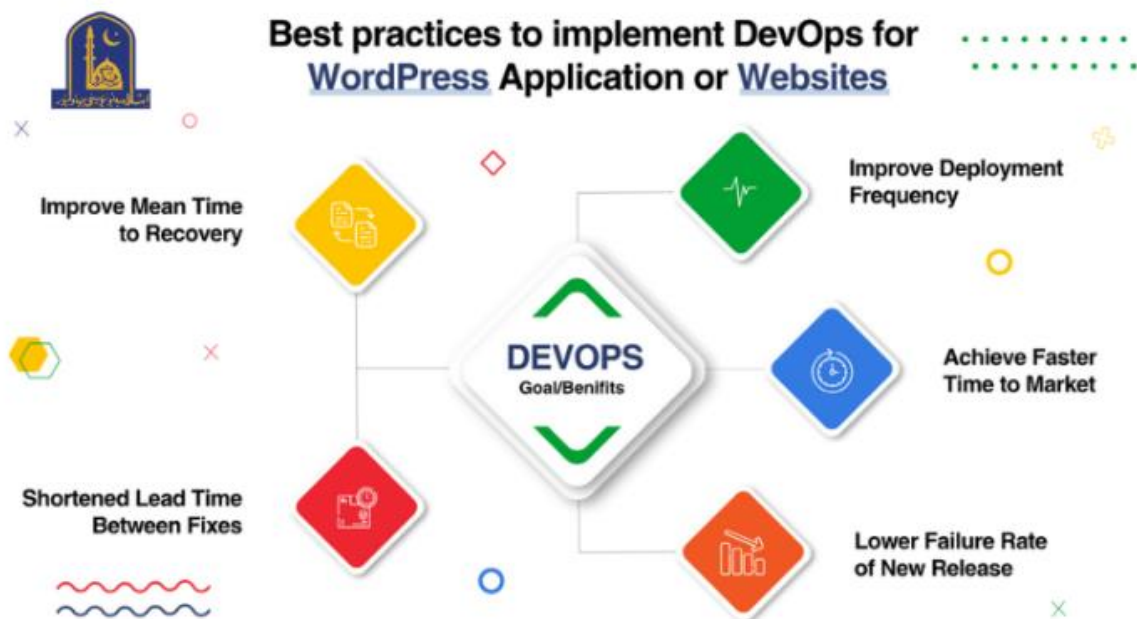 Best practices to implement DevOps for
WordPress Application or Websites
Improve Mean Time
to Recovery
Improve Deployment
Frequency
DEVOPS
Goal/Benifits
Achieve Faster
Time to Market
Shortened Lead Time
Between Fixes
Lower Failure Rate
of New Release